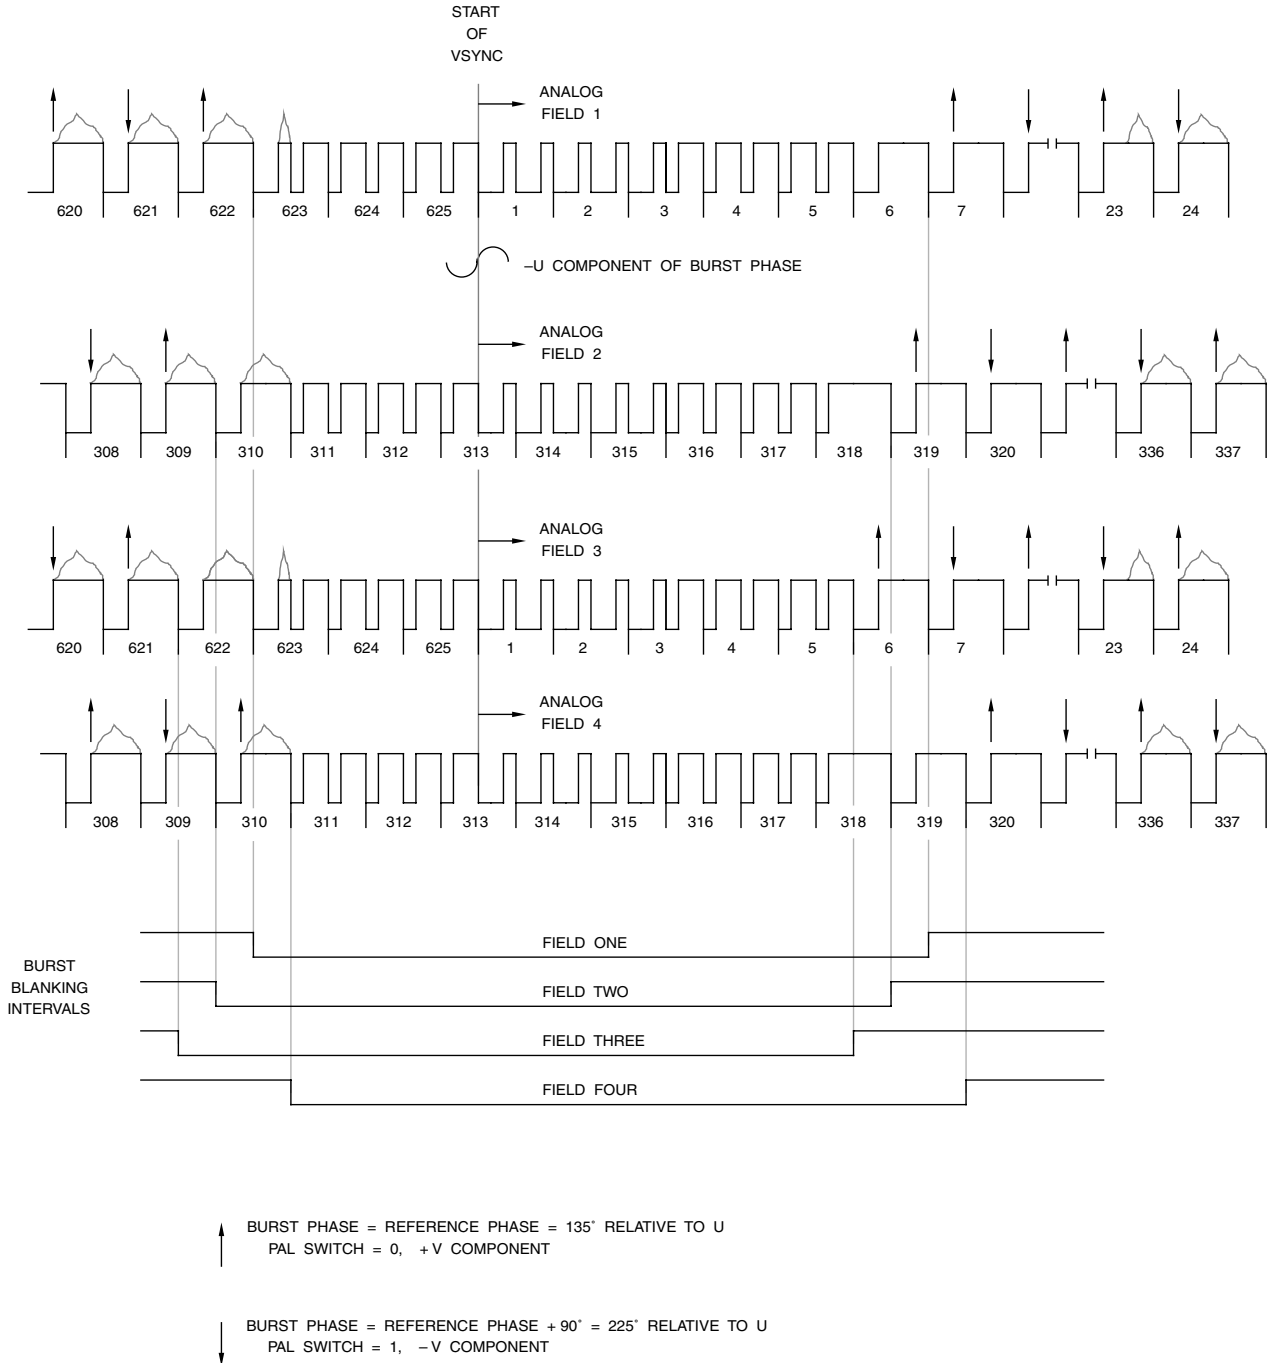 START
OF
VSYNC
ANALOG
FIELD 1
620 621 622 623 624 625 1 2 3 4 5 6 7 23 24
–U COMPONENT OF BURST PHASE
ANALOG
FIELD 2
308 309 310 311 312 313 314 315 316 317 318 319 320 336 337
ANALOG
FIELD 3
620 621 622 623 624 625 1 2 3 4 5 6 7 23 24
ANALOG
FIELD 4
308 309 310 311 312 313 314 315 316 317 318 319 320 336 337
BURST
BLANKING
INTERVALS
FIELD ONE
FIELD TWO
FIELD THREE
FIELD FOUR
BURST PHASE = REFERENCE PHASE = 135° RELATIVE TO U
PAL SWITCH = 0, +V COMPONENT
BURST PHASE = REFERENCE PHASE +90° = 225° RELATIVE TO U
PAL SWITCH = 1, –V COMPONENT